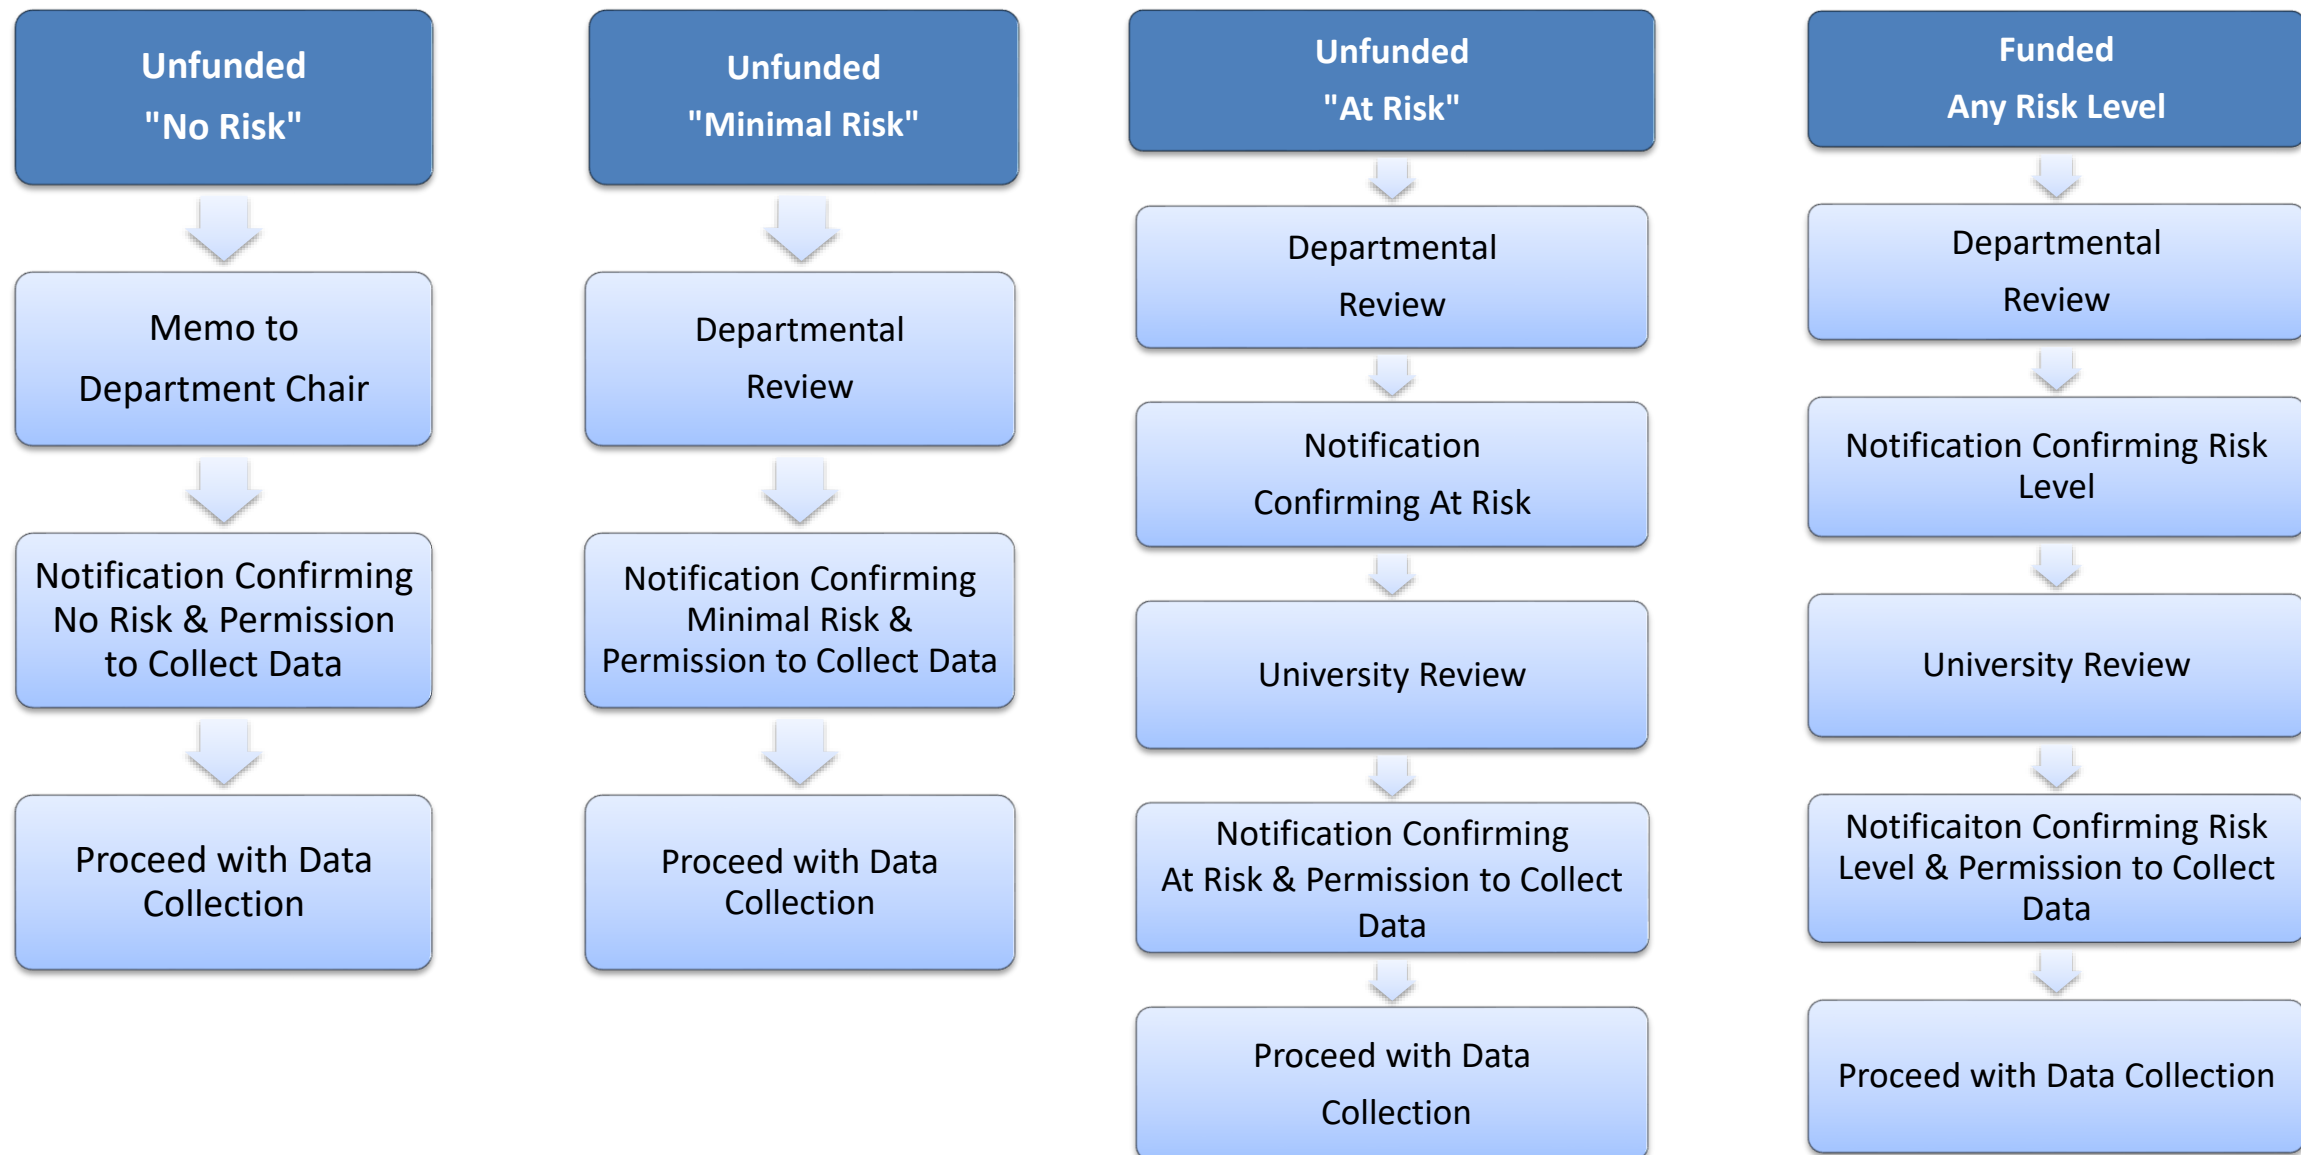 Unfunded
"No Risk"
Memo to
Department Chair
Notification Confirming
No Risk & Permission
to Collect Data
Proceed with Data
Collection
Unfunded
"Minimal Risk"
Departmental
Review
Notification Confirming
Minimal Risk &
Permission to Collect Data
Proceed with Data
Collection
Unfunded
"At Risk"
Departmental
Review
Notification
Confirming At Risk
University Review
Notification Confirming
At Risk & Permission to Collect
Data
Proceed with Data
Collection
Funded
Any Risk Level
Departmental
Review
Notification Confirming Risk
Level
University Review
Notificaiton Confirming Risk
Level & Permission to Collect
Data
Proceed with Data Collection